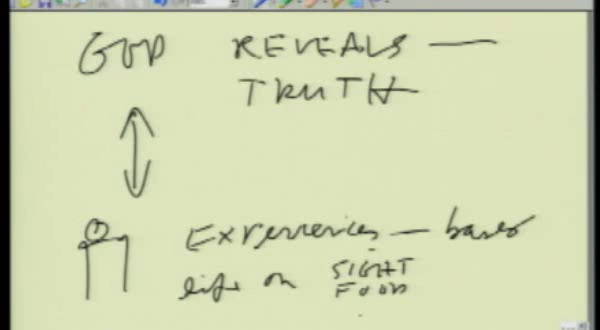 GOD REVEALS —
TRUTH
Experiences — bases
life on SIGHT
FOOD